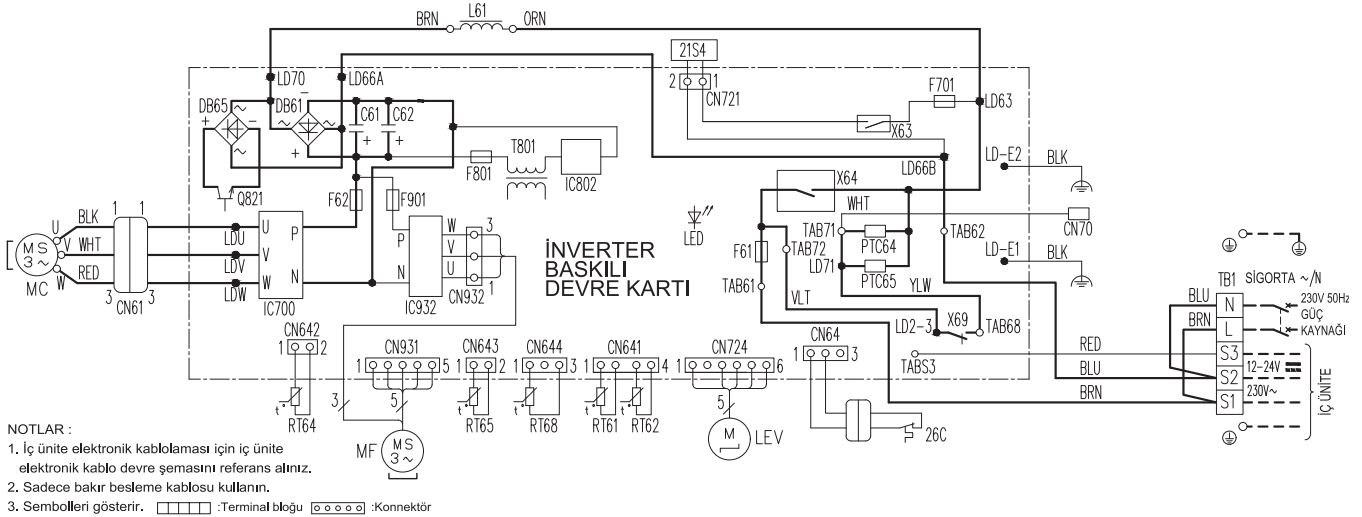 L61
BRN
ORN
21S4
2
1
CN721
LD70
LD66A
F701
LD63
X63
DB65
DB61
C61
C62
+
-
~
~
-
~
~
+
+
+
T801
F801
IC802
LD66B
LD-E2
BLK
Q821
F62
F901
X64
WHT
LED
CN70
U
BLK
V
WHT
W
RED
MS
3~
MC
1
1
3
3
CN61
LDU
LDV
LDW
U
V
W
P
N
IC700
P
N
W
V
U
IC932
3
1
CN932
İNVERTER
BASKILI
DEVRE KARTI
F61
TAB72
TAB71
PTC64
TAB62
LD71
PTC65
LD-E1
BLK
TAB61
VLT
YLW
LD2-3
X69
TAB68
TABS3
TB1
SİGORTA ~/N
N
L
S3
S2
S1
BLU
BRN
230V 50Hz
GÜÇ
KAYNAĞI
12-24V
230V~
İÇ ÜNİTE
RED
BLU
BRN
CN642
1
2
CN931
1
5
CN643
1
2
CN644
1
3
CN641
1
4
CN724
1
6
CN64
1
3
t°
RT64
3
5
t°
RT65
t°
RT68
t°
RT61
t°
RT62
5
MF
MS
3~
M
LEV
26C
NOTLAR :
1. İç ünite elektronik kablolaması için iç ünite
elektronik kablo devre şemasını referans alınız.
2. Sadece bakır besleme kablosu kullanın.
3. Sembolleri gösterir. :Terminal bloğu :Konnektör